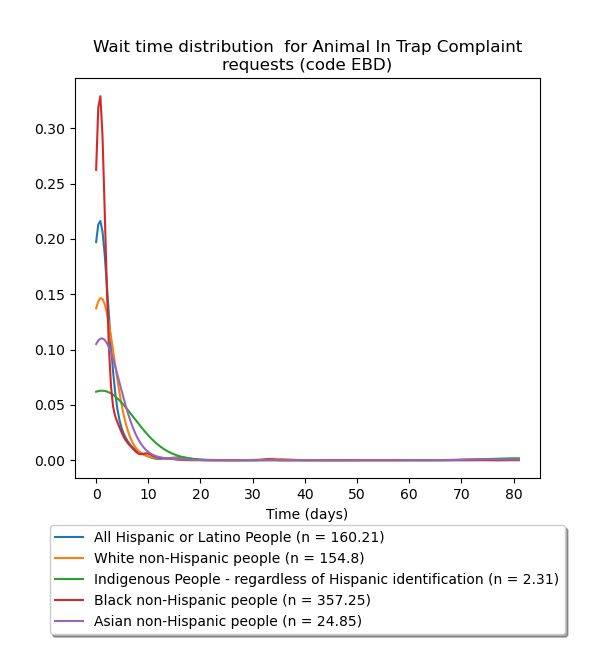 Wait time distribution  for Animal In Trap Complaint
requests (code EBD)
0.30
0.25
0.20
0.15
0.10
0.05
0.00
0 10 20 30 40 50 60 70 80
Time (days)
All Hispanic or Latino People (n = 160.21)
White non-Hispanic people (n = 154.8)
Indigenous People - regardless of Hispanic identification (n = 2.31)
Black non-Hispanic people (n = 357.25)
Asian non-Hispanic people (n = 24.85)